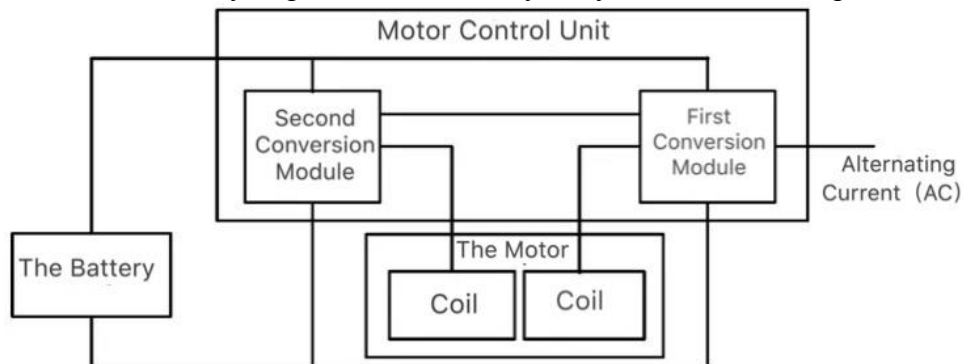 Motor Control Unit
Second
Conversion
Module
First
Conversion
Module
Alternating
Current（AC)
The Battery
The Motor
Coil
Coil